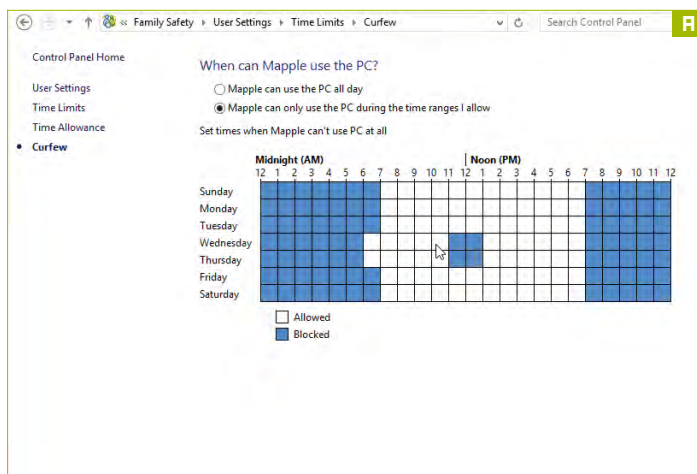 « Family Safety ▸ User Settings ▸ Time Limits ▸ Curfew
Search Control Panel
A
Control Panel Home
User Settings
Time Limits
Time Allowance
Curfew
When can Mapple use the PC?
Mapple can use the PC all day
Mapple can only use the PC during the time ranges I allow
Set times when Mapple can't use PC at all
Midnight (AM) Noon (PM)
12 1 2 3 4 5 6 7 8 9 10 11 12 1 2 3 4 5 6 7 8 9 10 11 12
Sunday
Monday
Tuesday
Wednesday
Thursday
Friday
Saturday
Allowed
Blocked